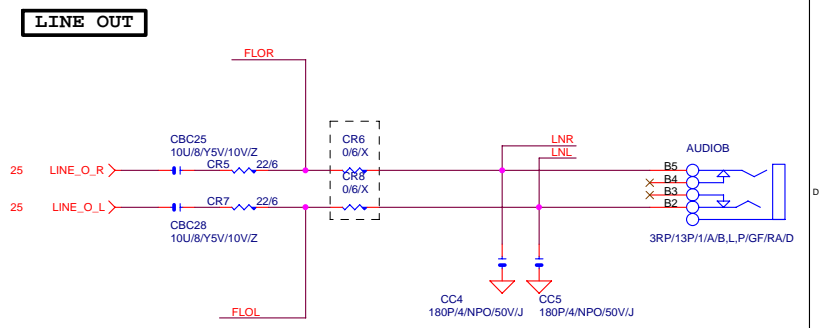 LINE OUT
FLOR
CBC25
10U/8/Y5V/10V/Z
CR6
0/6/X
LNR
LNL
AUDIOB
25 LINE_O_R CR5 22/6 B5
CR8
0/6/X
B4
B3
25 LINE_O_L CR7 22/6 B2
D
CBC28
10U/8/Y5V/10V/Z
3RP/13P/1/A/B,L,P/GF/RA/D
CC4
180P/4/NPO/50V/J
CC5
180P/4/NPO/50V/J
FLOL